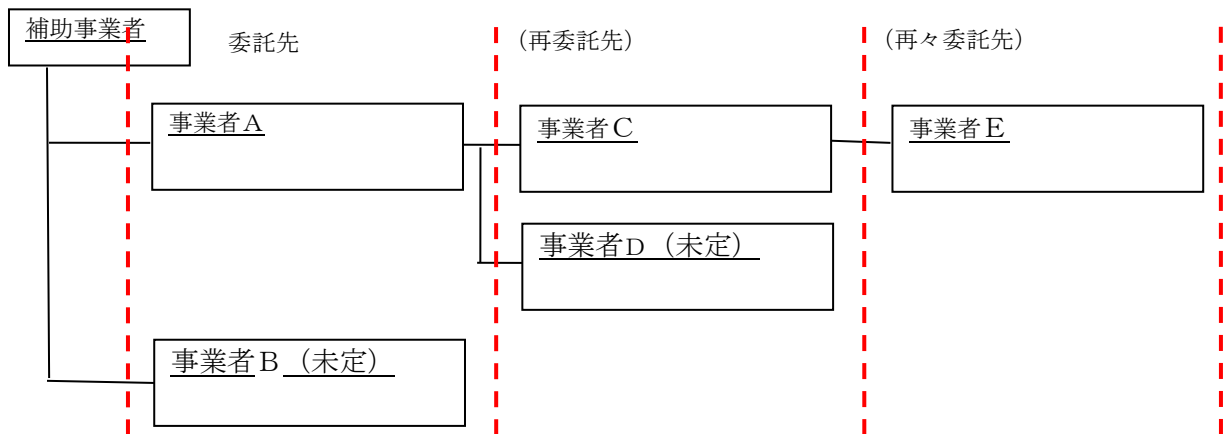 補助事業者
委託先
（再委託先）
（再々委託先）
事業者Ａ
事業者Ｃ
事業者Ｅ
事業者Ｄ（未定）
事業者Ｂ（未定）